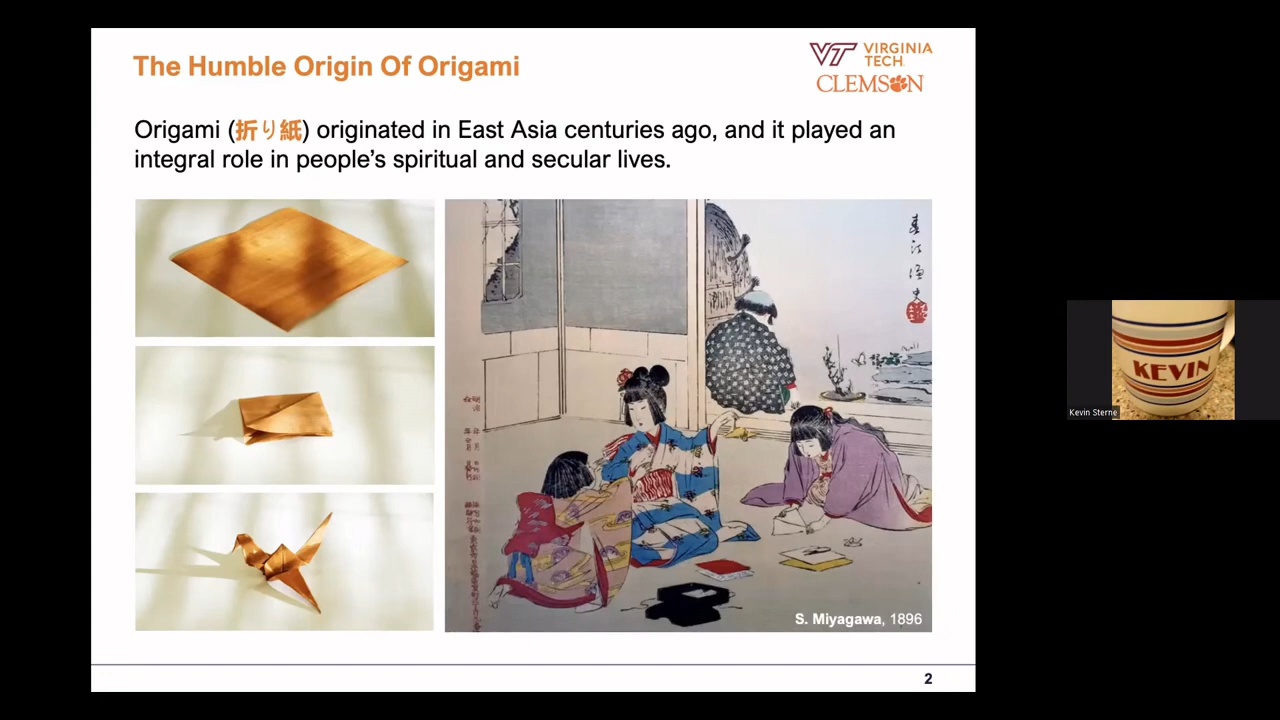 The Humble Origin Of Origami
VT VIRGINIA
TECH
CLEMSON
Origami (折り紙) originated in East Asia centuries ago, and it played an
integral role in people's spiritual and secular lives.
S. Miyagawa, 1896
2
KEVIN
Kevin Sterne